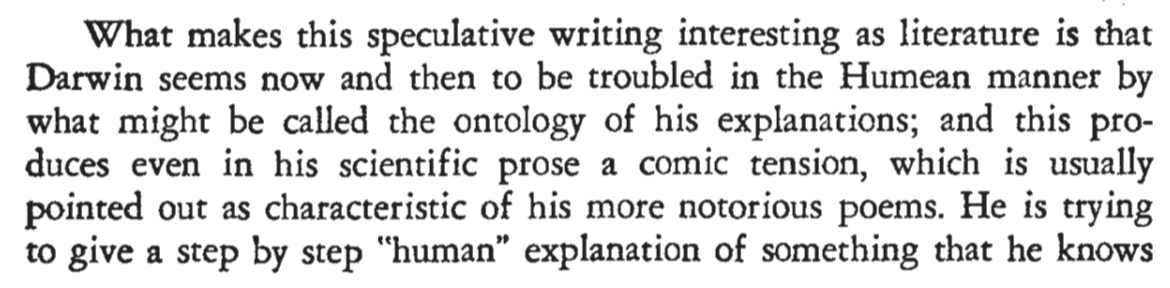 What makes this speculative writing interesting as literature is that
Darwin seems now and then to be troubled in the Humean manner by
what might be called the ontology of his explanations; and this pro-
duces even in his scientific prose a comic tension, which is usually
pointed out as characteristic of his more notorious poems. He is trying
to give a step by step "human" explanation of something that he knows